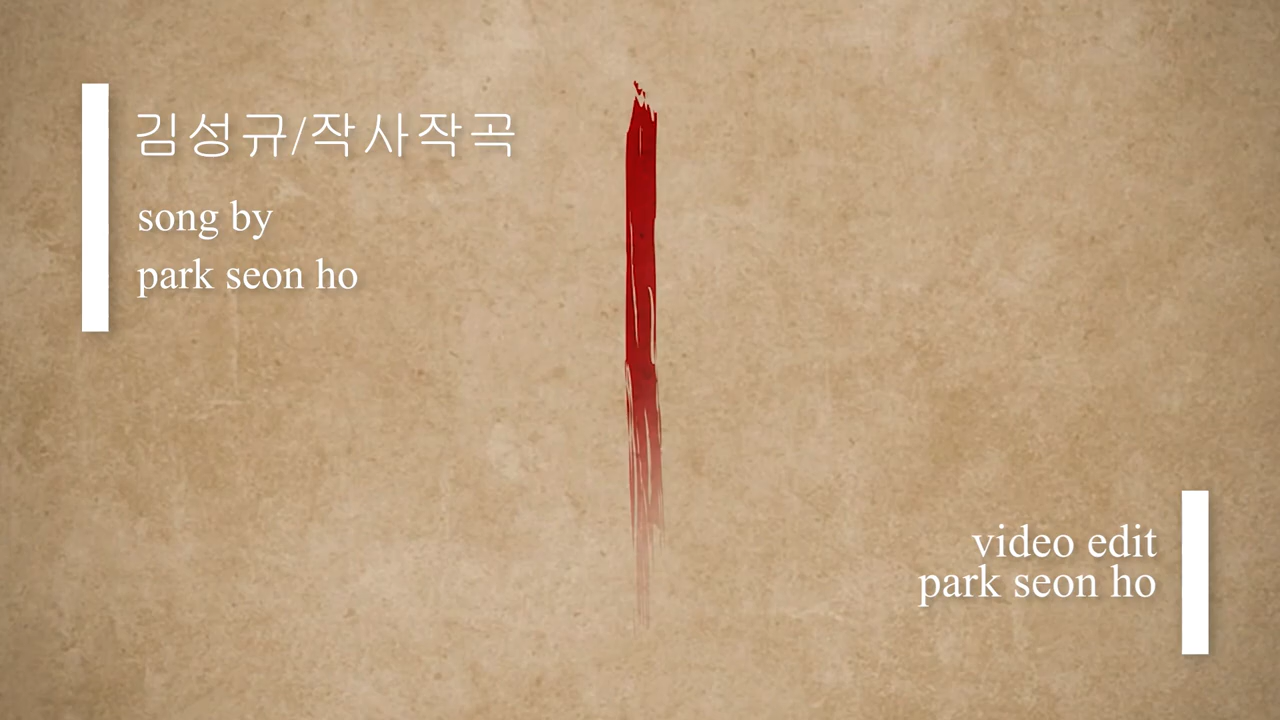 김성규/작사작곡
song by
park seon ho
video edit
park seon ho